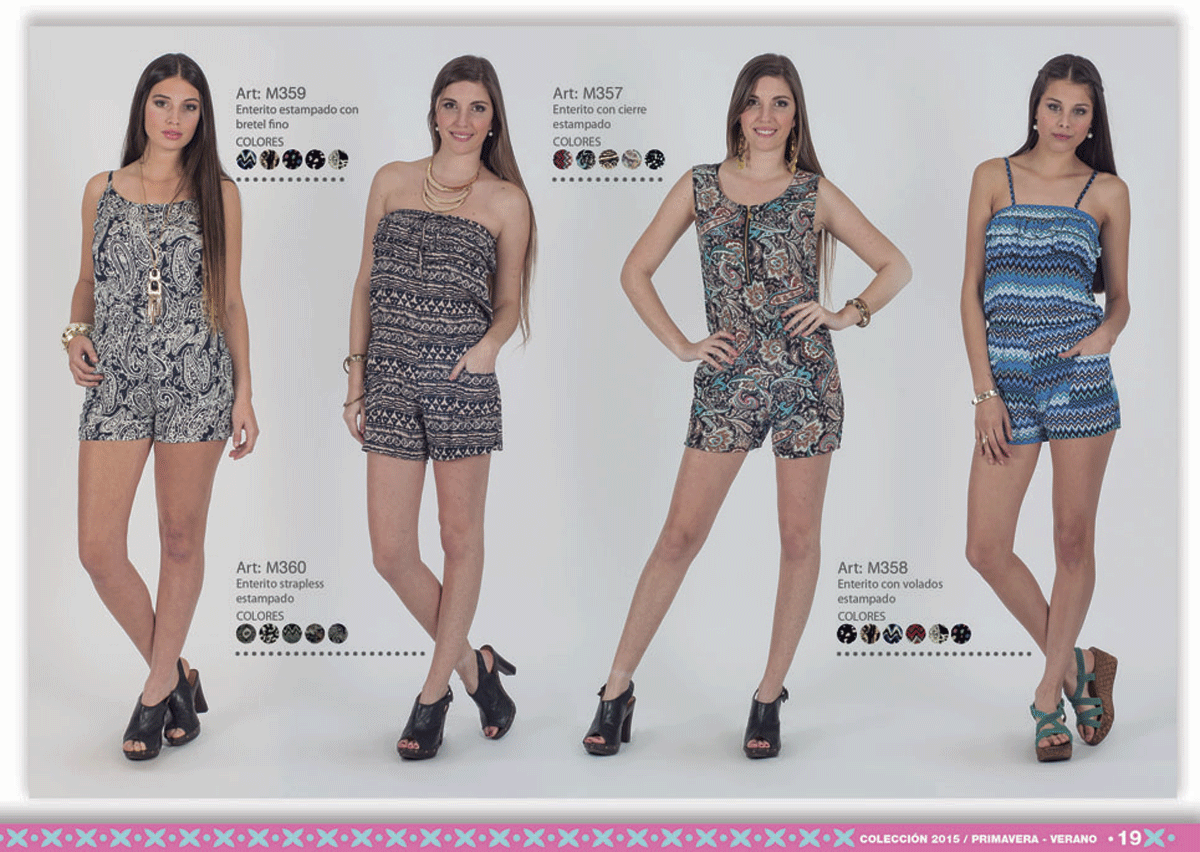 Art: M359
Enterito estampado con
bretel fino
COLORES
Art: M357
Enterito con cierre
estampado
COLORES
Art: M360
Enterito strapless
estampado
COLORES
Art: M358
Enterito con volados
estampado
COLORES
COLECCIÓN 2015 / PRIMAVERA - VERANO • 19